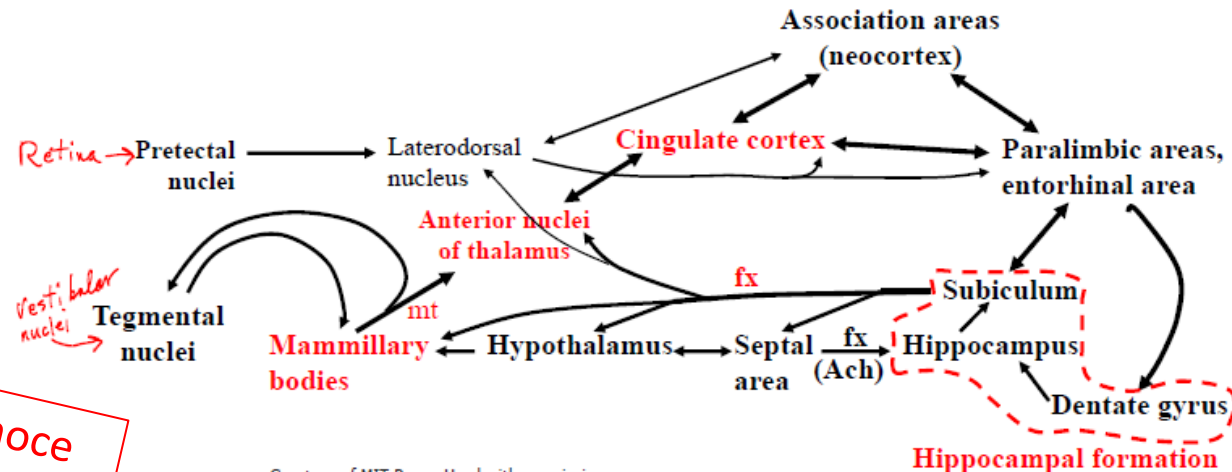 Association areas
(neocortex)
Retina → Pretectal
nuclei
Laterodorsal
nucleus
Cingulate cortex
Paralimbic areas,
entorhinal area
Anterior nuclei
of thalamus
fx
mt
Vestibular
nuclei
Tegmental
nuclei
Mammillary
bodies
Hypothalamus
Septal
area
fx
(Ach)
Subiculum
Hippocampus
Dentate gyrus
Hippocampal formation